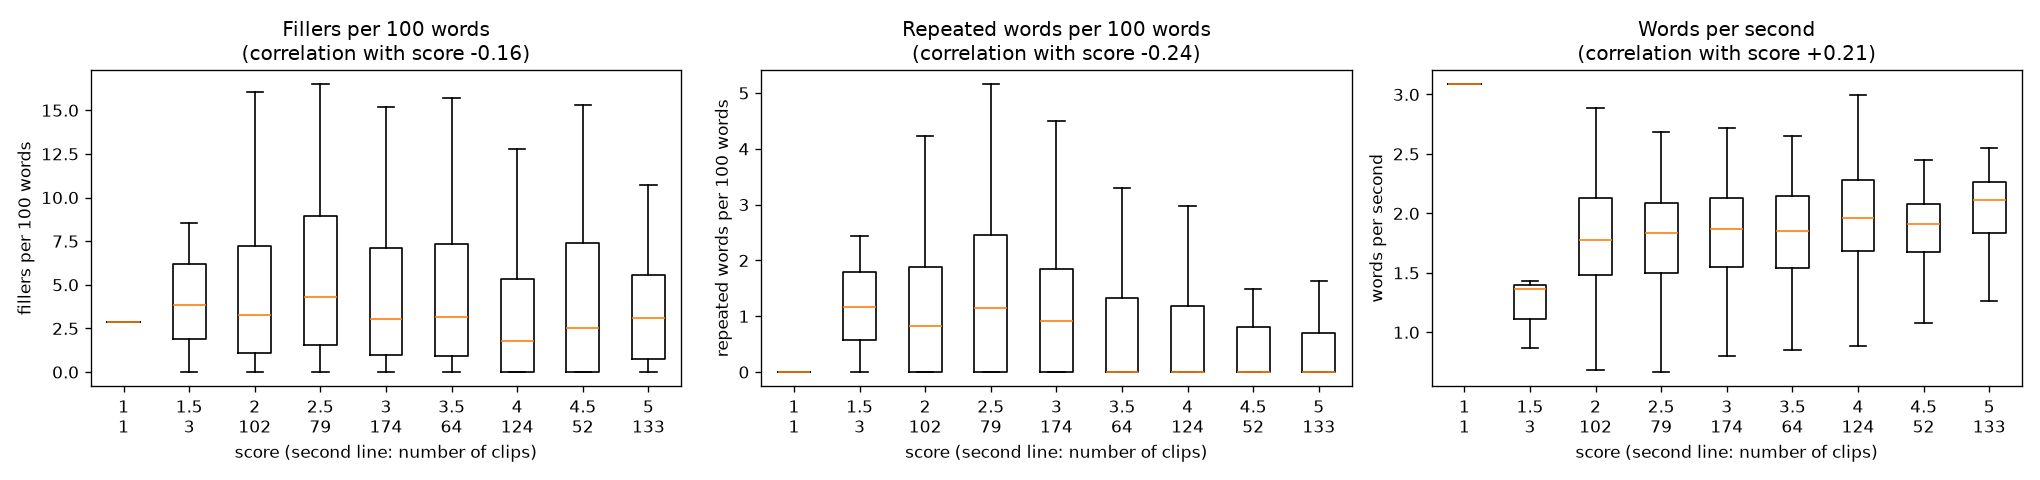 Fillers per 100 words
(correlation with score -0.16)
fillers per 100 words
15.0
12.5
10.0
7.5
5.0
2.5
0.0
1 1.5 2 2.5 3 3.5 4 4.5 5
1 3 102 79 174 64 124 52 133
score (second line: number of clips)
Repeated words per 100 words
(correlation with score -0.24)
repeated words per 100 words
5
4
3
2
1
0
1 1.5 2 2.5 3 3.5 4 4.5 5
1 3 102 79 174 64 124 52 133
score (second line: number of clips)
Words per second
(correlation with score +0.21)
words per second
3.0
2.5
2.0
1.5
1.0
1 1.5 2 2.5 3 3.5 4 4.5 5
1 3 102 79 174 64 124 52 133
score (second line: number of clips)